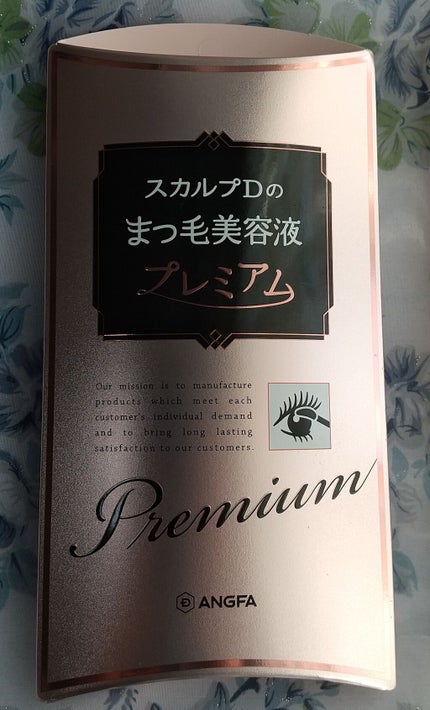 スカルプDの
まつ毛美容液
プレミアム
Our mission is to manufacture
products which meet each
customer's individual demand
and to bring long lasting
satisfaction to our customers.
Premium
ANGFA